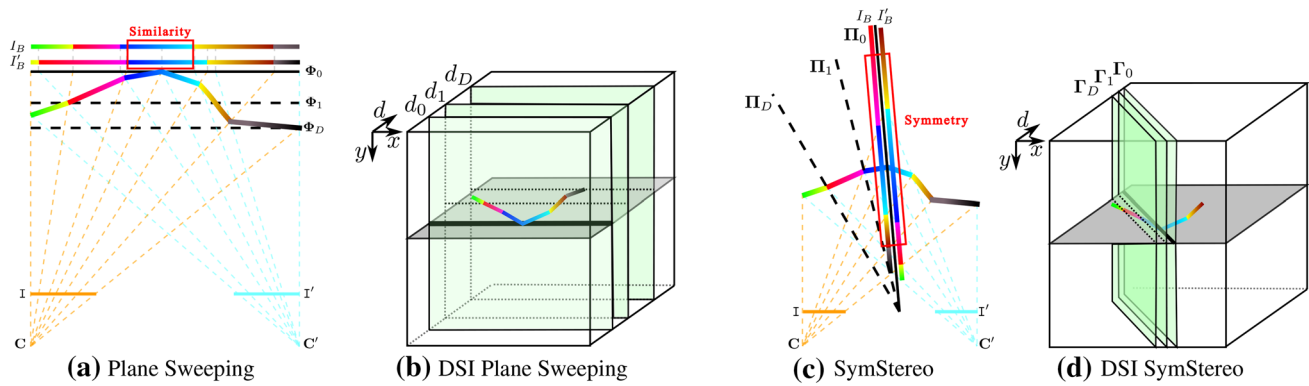 Similarity
I_B
I'_B
Φ_0
Φ_1
Φ_D
I
I'
C
C'
(a) Plane Sweeping
d_D
d_1
d_0
d
x
y
(b) DSI Plane Sweeping
I_B I'_B
Π_0
Π_1
Π_D
Symmetry
I
I'
C
C'
(c) SymStereo
Γ_0
Γ_1
Γ_D
d
x
y
(d) DSI SymStereo